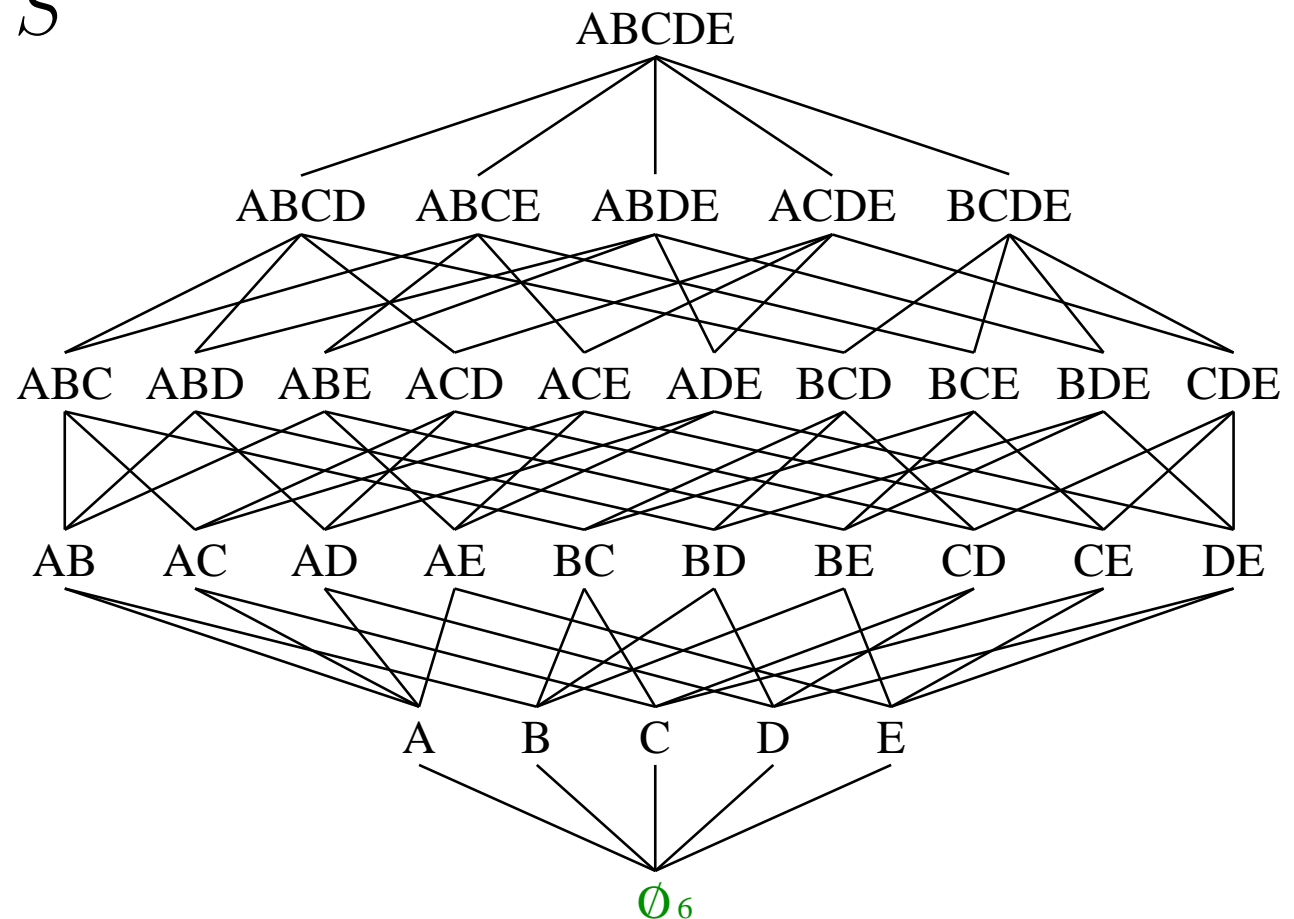 S
ABCDE
ABCD ABCE ABDE ACDE BCDE
ABC ABD ABE ACD ACE ADE BCD BCE BDE CDE
AB AC AD AE BC BD BE CD CE DE
A B C D E
∅ 6